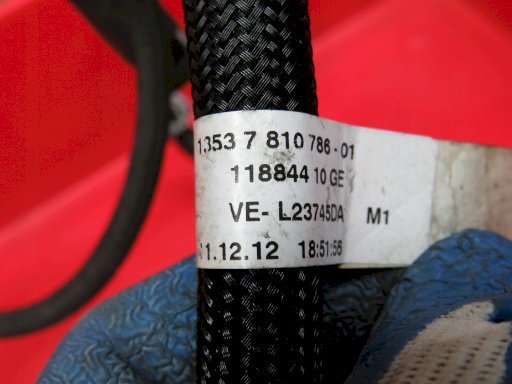 1353 7 810 786-01
118844 10 GE
VE- L23745DA M1
11.12.12 18:51:56